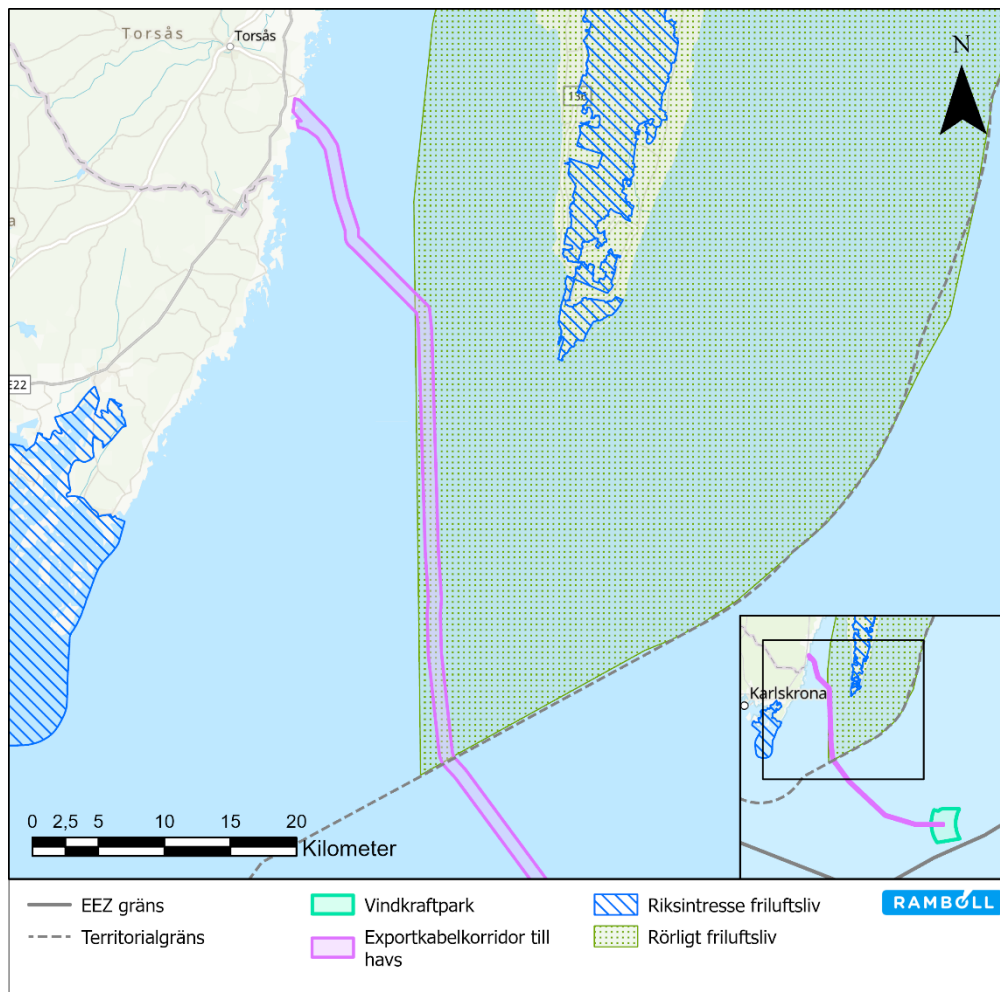 Torsås
Torsås
N
136
a
E22
Karlskrona
0 2,5 5 10 15 20
Kilometer
EEZ gräns
Territorialgräns
Vindkraftpark
Exportkabelkorridor till
havs
Riksintresse friluftsliv
Rörligt friluftsliv
RAMBOLL